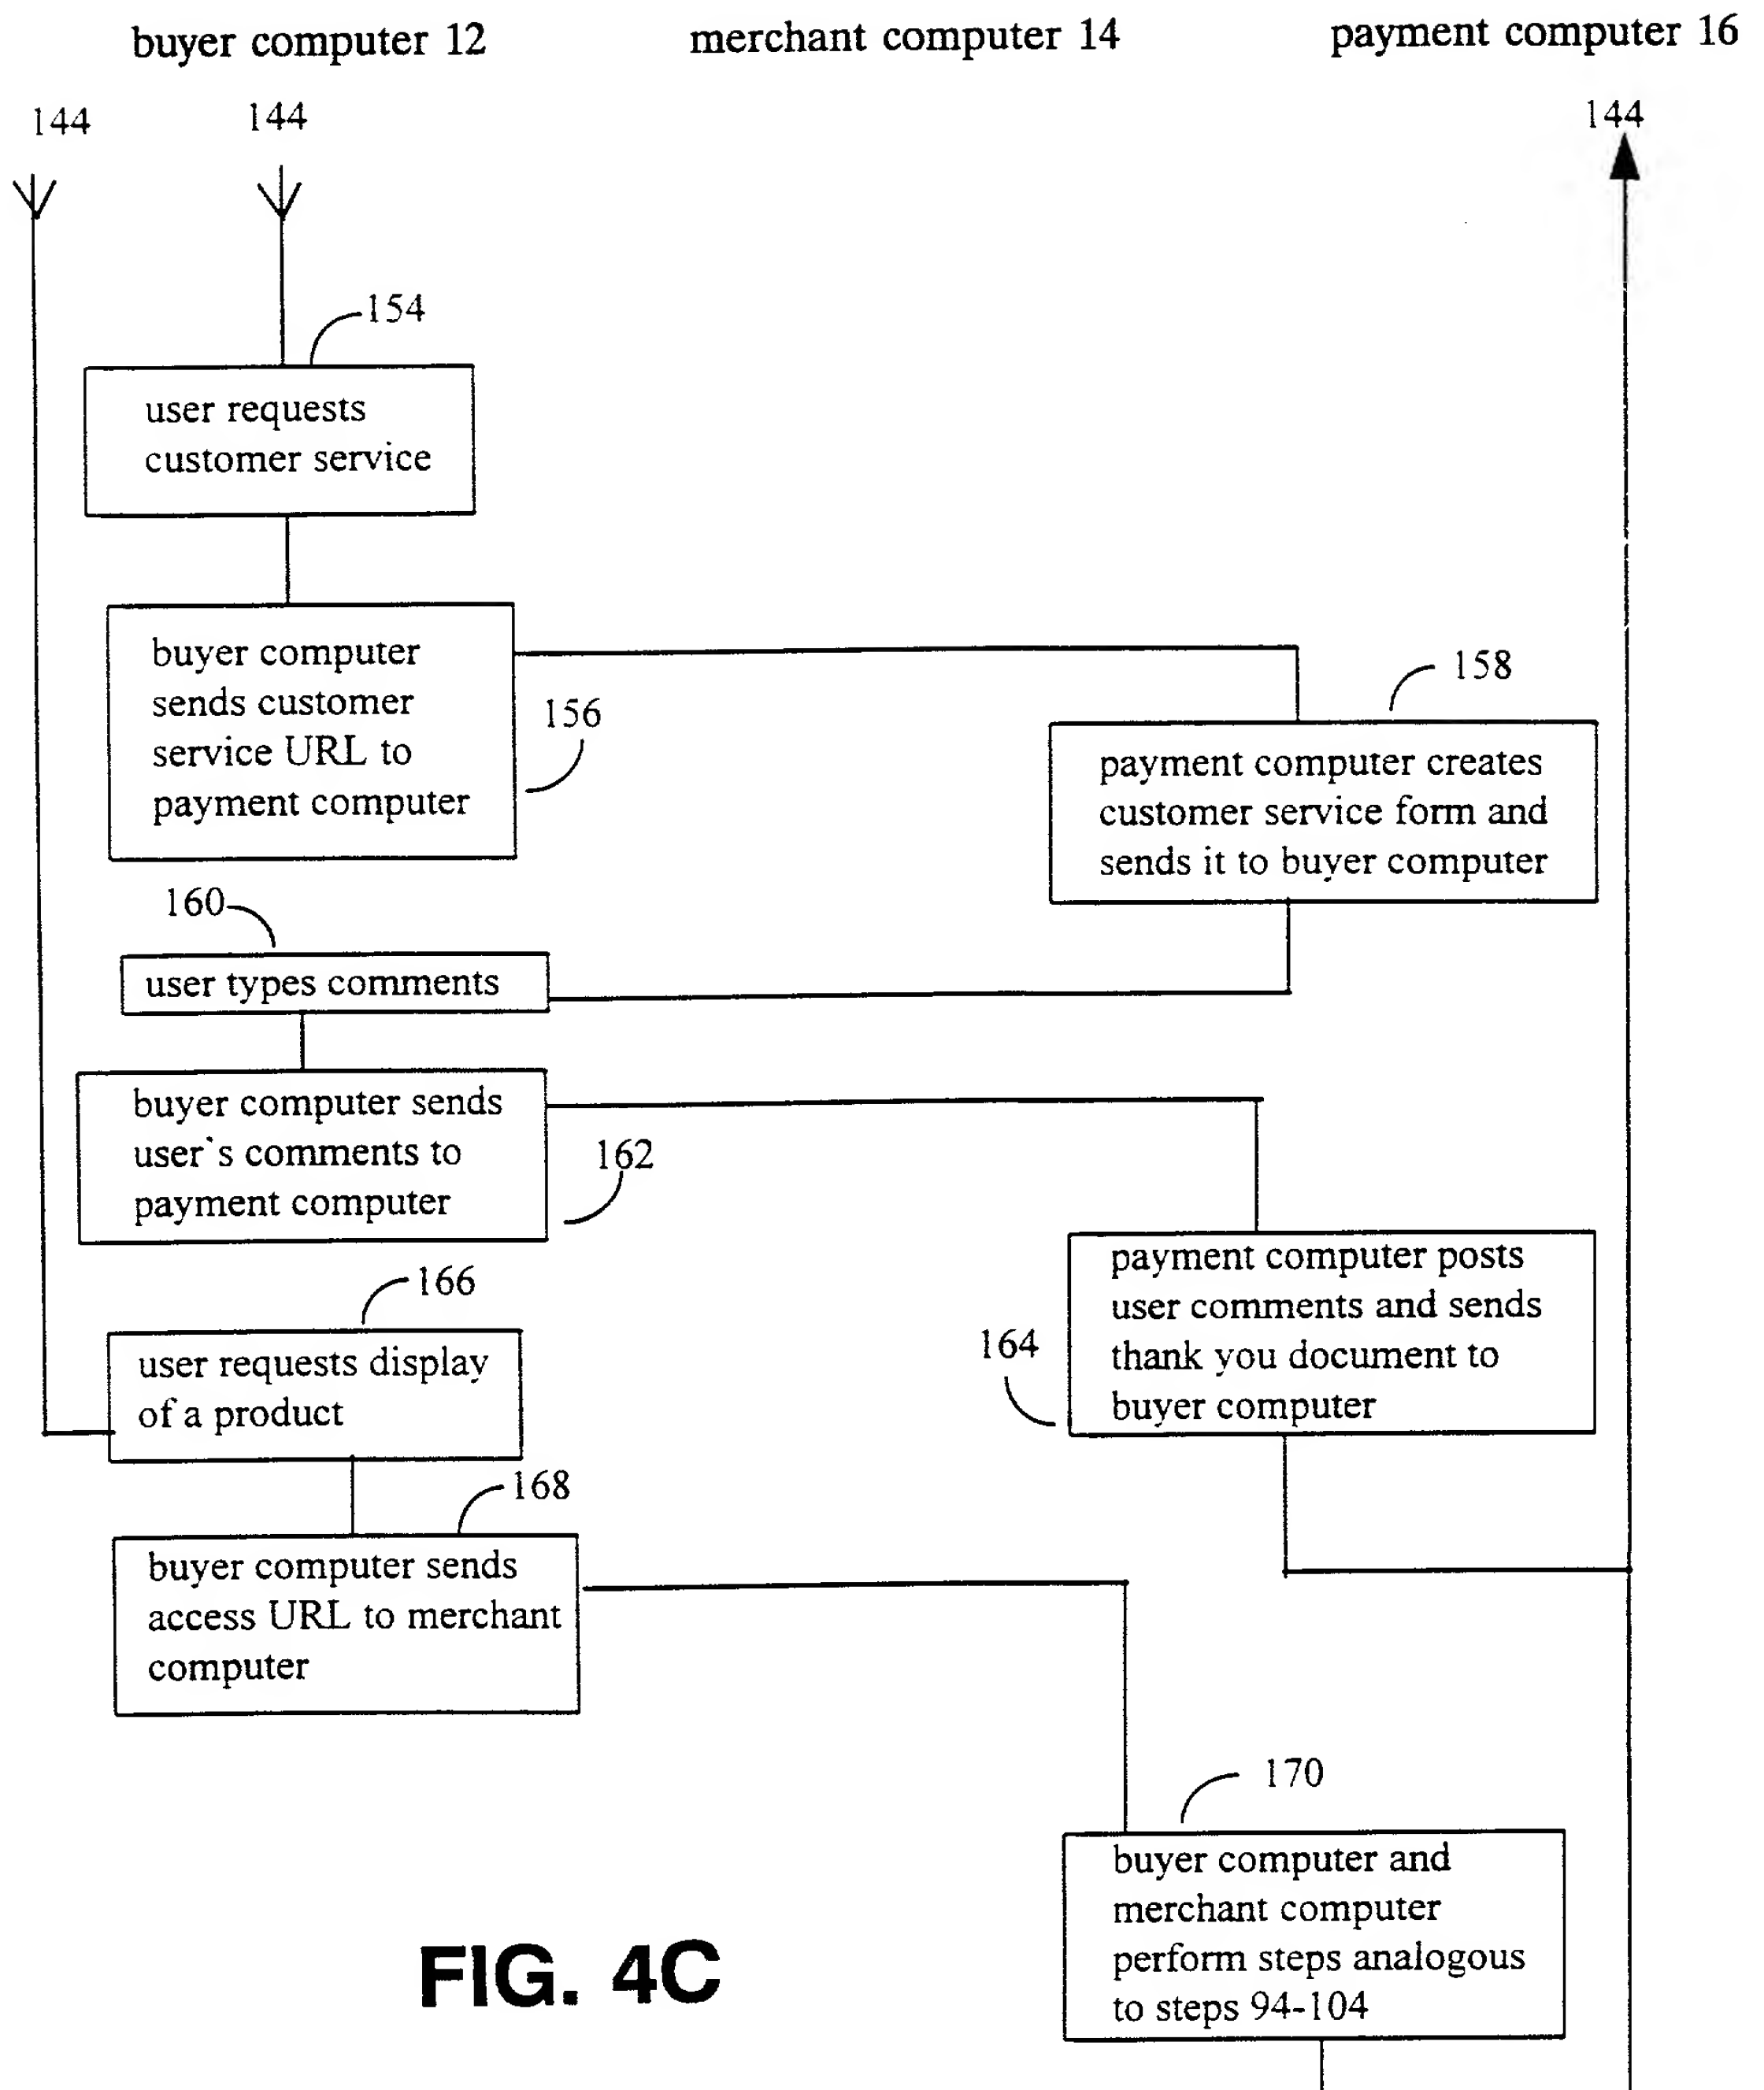 buyer computer 12
merchant computer 14
payment computer 16
144
144
144
154
user requests
customer service
buyer computer
sends customer
service URL to
payment computer
156
158
payment computer creates
customer service form and
sends it to buyer computer
160
user types comments
buyer computer sends
user`s comments to
payment computer
162
payment computer posts
user comments and sends
thank you document to
buyer computer
164
166
user requests display
of a product
168
buyer computer sends
access URL to merchant
computer
170
buyer computer and
merchant computer
perform steps analogous
to steps 94-104
FIG. 4C